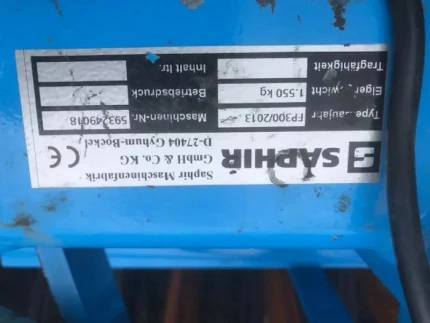 SAPHIR
Saphir Maschinenfabrik
GmbH & Co. KG
D-27404 Gyhum-Bockel
CE
Type Baujahr FP300/2013 Maschinen-Nr.
Eigengewicht 1.550 kg Betriebsdruck
Tragfähigkeit Inhalt ltr.